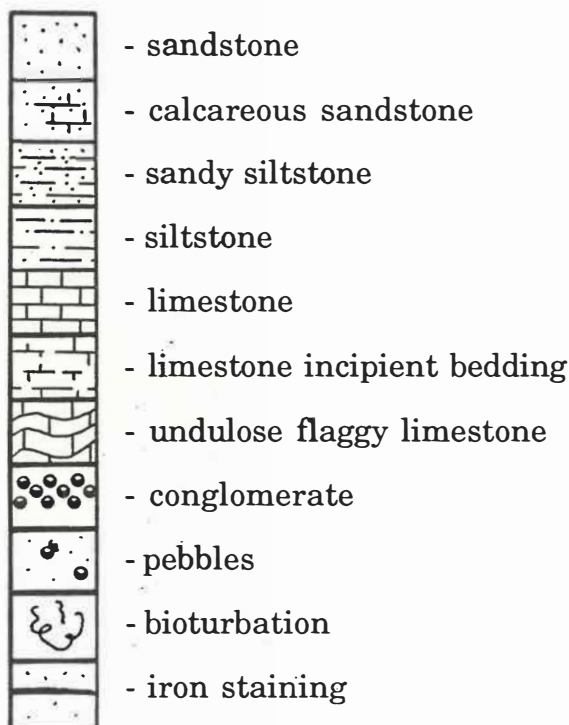 - sandstone
- calcareous sandstone
- sandy siltstone
- siltstone
- limestone
- limestone incipient bedding
- undulose flaggy limestone
- conglomerate
- pebbles
- bioturbation
- iron staining